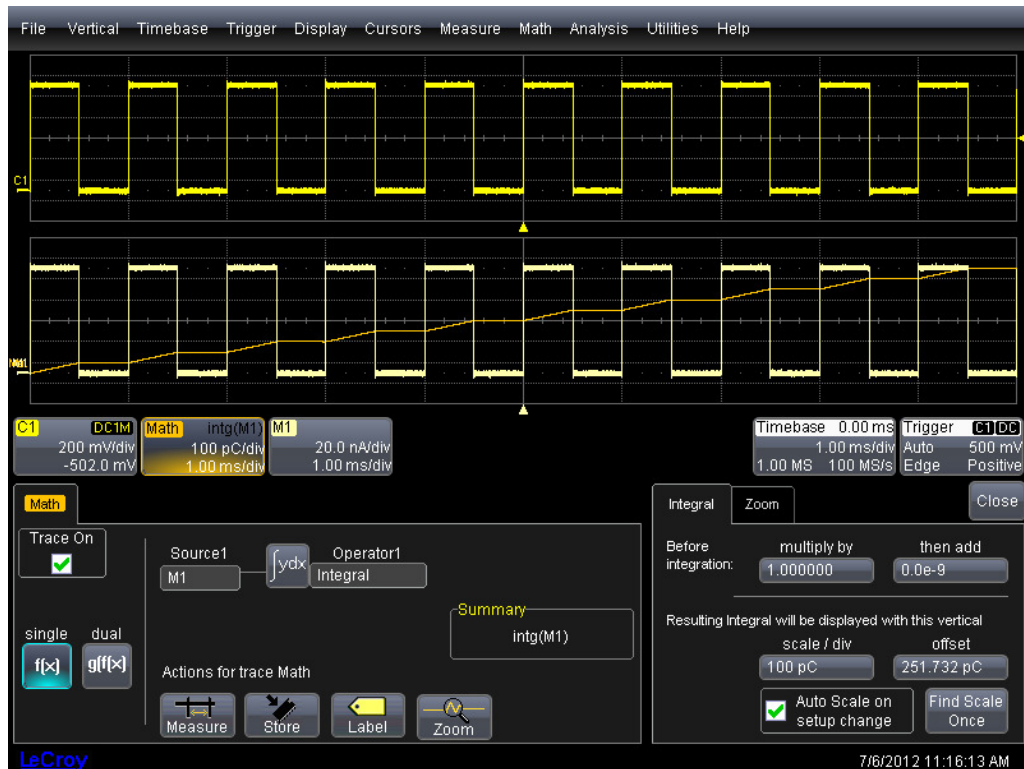 File Vertical Timebase Trigger Display Cursors Measure Math Analysis Utilities Help
C1
M1
C1 DC1M
200 mV/div
-502.0 mV
Math intg(M1)
100 pC/div
1.00 ms/div
M1
20.0 nA/div
1.00 ms/div
Timebase 0.00 ms
1.00 ms/div
1.00 MS 100 MS/s
Trigger C1 DC
Auto 500 mV
Edge Positive
Math
Trace On
Source1
M1
∫ydx
Operator1
Integral
Summary
intg(M1)
single dual
f(x) g(f(x)
Actions for trace Math
Measure Store Label Zoom
Integral Zoom Close
Before integration:
multiply by
1.000000
then add
0.0e-9
Resulting Integral will be displayed with this vertical
scale / div
100 pC
offset
251.732 pC
Auto Scale on
setup change
Find Scale
Once
LeCroy
7/6/2012 11:16:13 AM